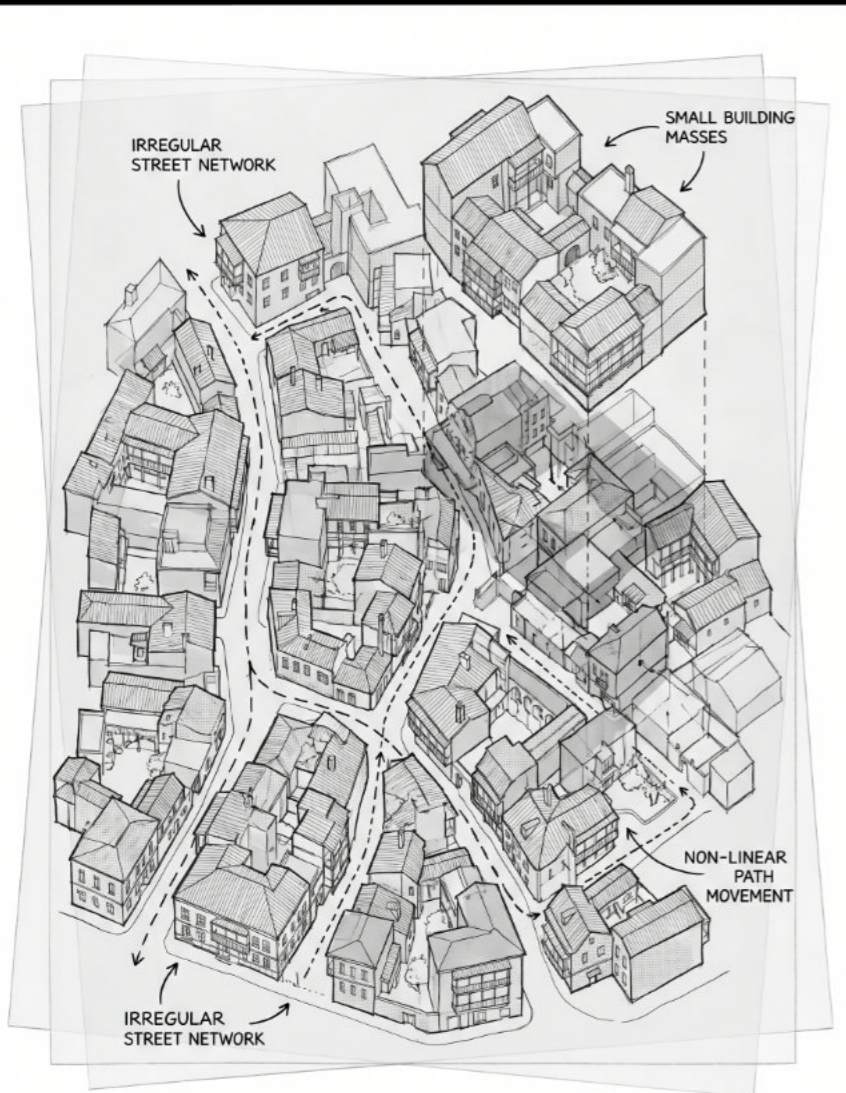 SMALL BUILDING
MASSES
IRREGULAR
STREET NETWORK
NON-LINEAR
PATH
MOVEMENT
IRREGULAR
STREET NETWORK